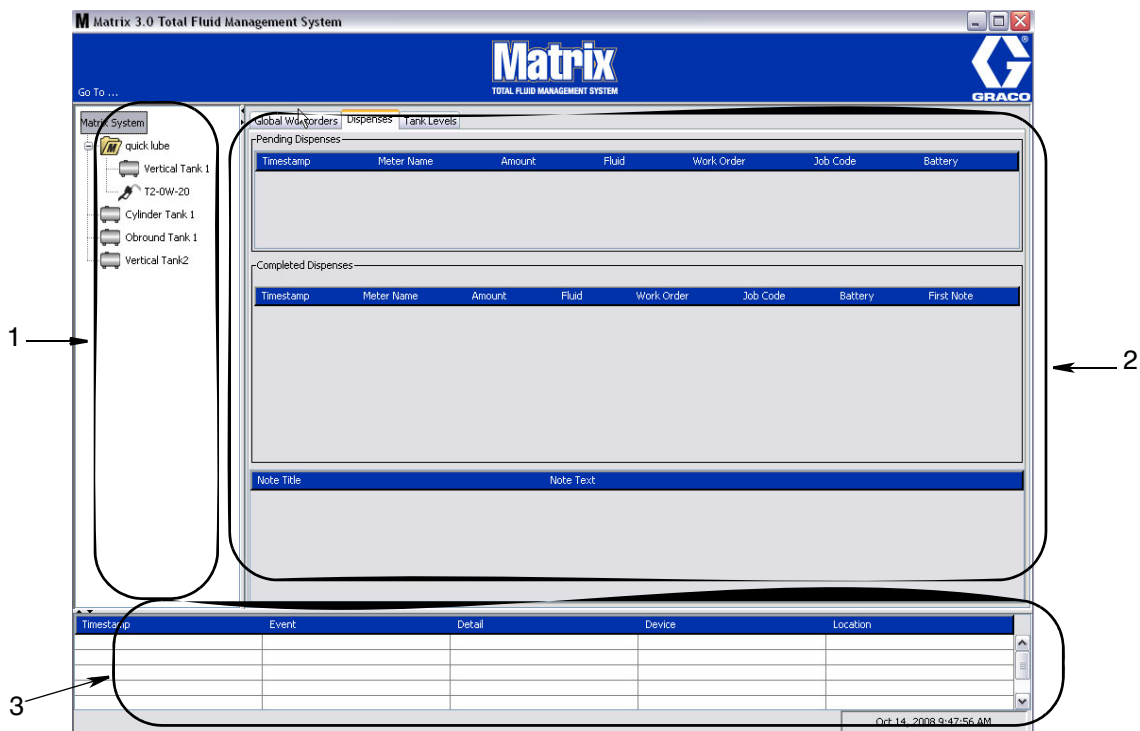 M Matrix 3.0 Total Fluid Management System
Matrix
TOTAL FLUID MANAGEMENT SYSTEM
GRACO
®
Go To ...
Matrix System
M quick lube
Vertical Tank 1
T2-0W-20
Cylinder Tank 1
Obround Tank 1
Vertical Tank2
Global Workorders Dispenses Tank Levels
Pending Dispenses
Timestamp Meter Name Amount Fluid Work Order Job Code Battery
Completed Dispenses
Timestamp Meter Name Amount Fluid Work Order Job Code Battery First Note
Note Title Note Text
1
2
Timestamp Event Detail Device Location
3
Oct 14, 2008 9:47:56 AM